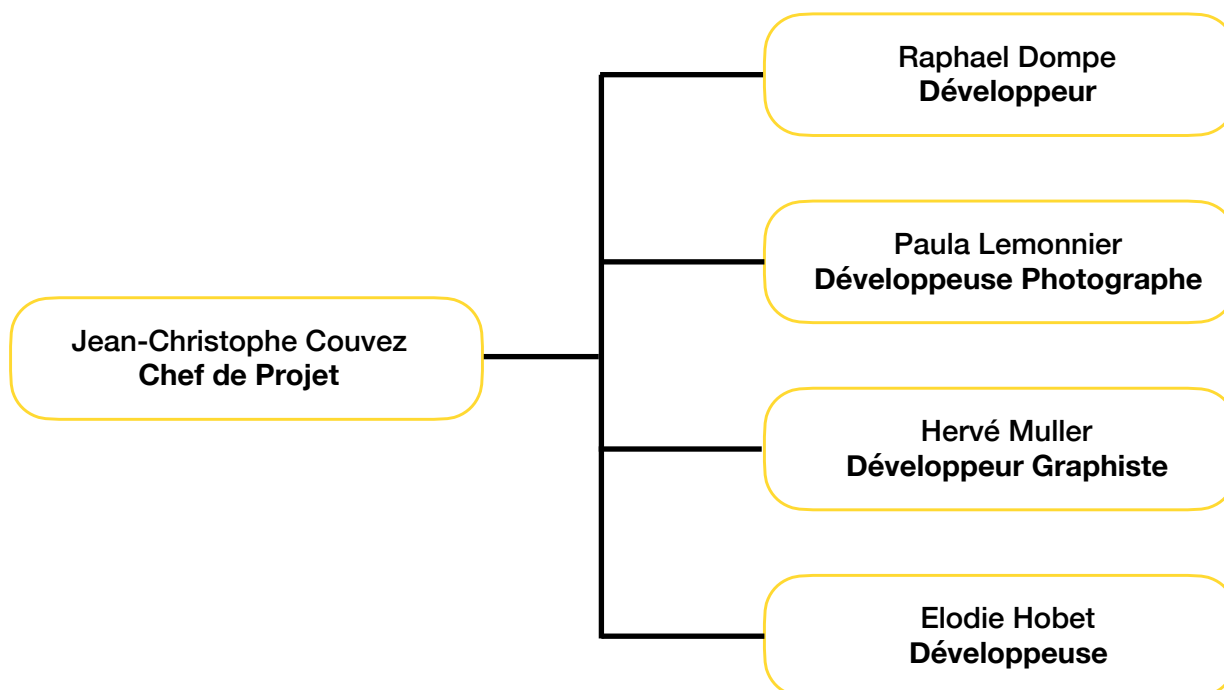 Raphael Dompe
Développeur
Paula Lemonnier
Développeuse Photographe
Jean-Christophe Couvez
Chef de Projet
Hervé Muller
Développeur Graphiste
Elodie Hobet
Développeuse